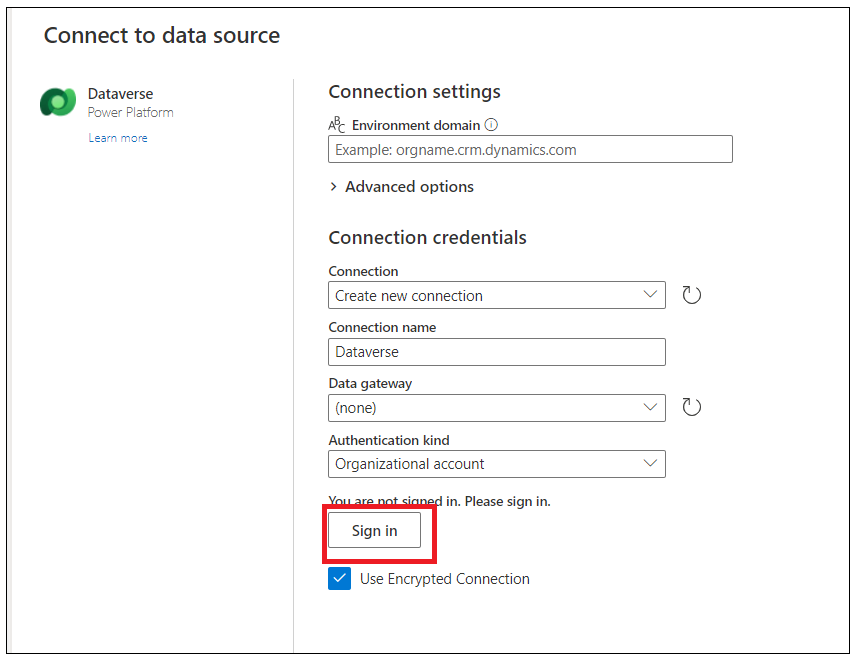 Connect to data source
Dataverse
Power Platform
Learn more
Connection settings
ABC Environment domain
Example: orgname.crm.dynamics.com
Advanced options
Connection credentials
Connection
Create new connection
Connection name
Dataverse
Data gateway
(none)
Authentication kind
Organizational account
You are not signed in. Please sign in.
Sign in
Use Encrypted Connection